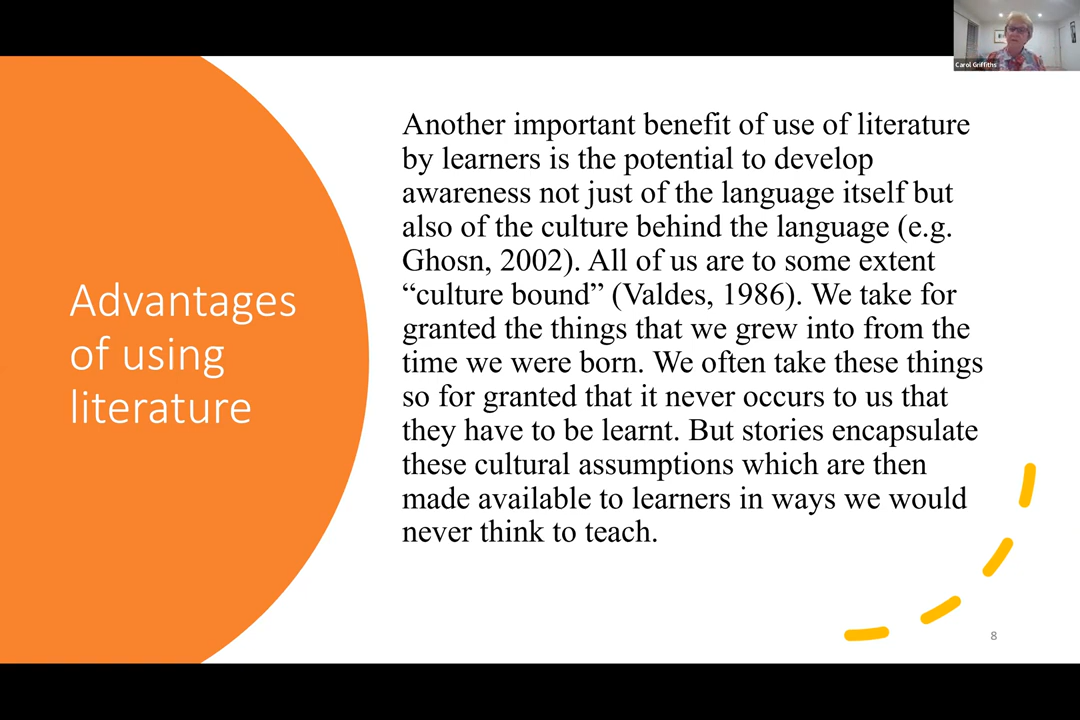 Carol Griffiths
Advantages
of using
literature
Another important benefit of use of literature
by learners is the potential to develop
awareness not just of the language itself but
also of the culture behind the language (e.g.
Ghosn, 2002). All of us are to some extent
“culture bound” (Valdes, 1986). We take for
granted the things that we grew into from the
time we were born. We often take these things
so for granted that it never occurs to us that
they have to be learnt. But stories encapsulate
these cultural assumptions which are then
made available to learners in ways we would
never think to teach.
8